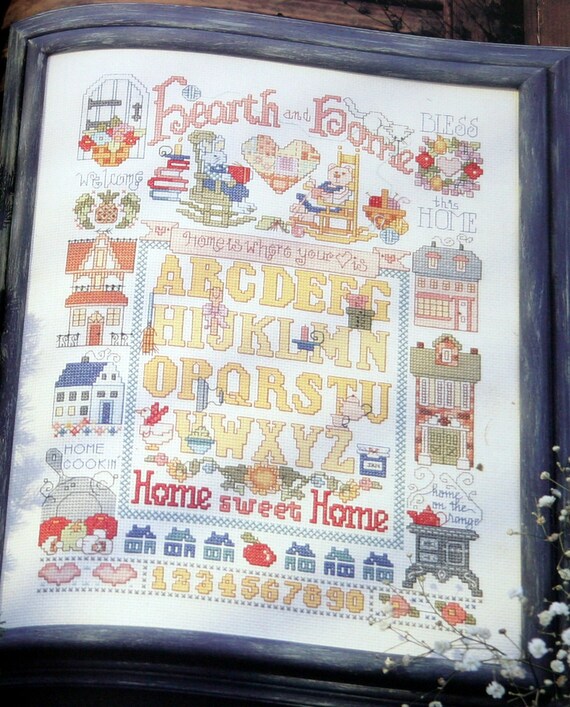 Hearth and Home
BLESS
this
HOME
Welcome
Home is where your is
ABCDEFG
HIJKLMN
OPQRSTU
VWXYZ
HOME
COOKIN'
Home sweet Home
home
on the
range
1234567890